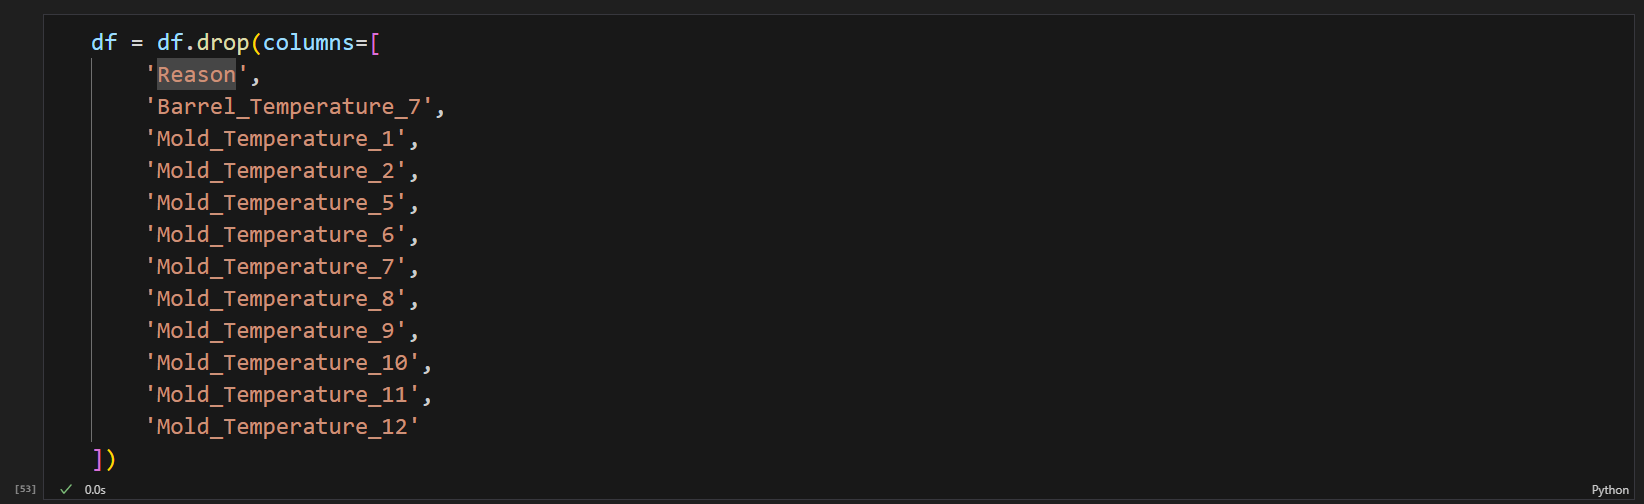 df = df.drop(columns=[
    'Reason',
    'Barrel_Temperature_7',
    'Mold_Temperature_1',
    'Mold_Temperature_2',
    'Mold_Temperature_5',
    'Mold_Temperature_6',
    'Mold_Temperature_7',
    'Mold_Temperature_8',
    'Mold_Temperature_9',
    'Mold_Temperature_10',
    'Mold_Temperature_11',
    'Mold_Temperature_12'
])
[53] ✓ 0.0s Python